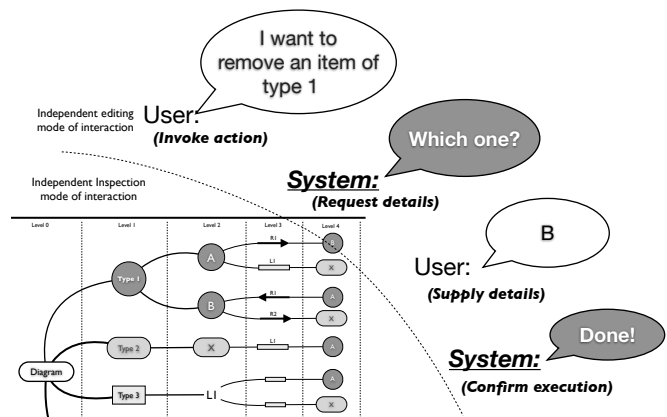 I want to
remove an item of
type 1
Independent editing
mode of interaction
User:
(Invoke action)
Which one?
Independent Inspection
mode of interaction
System:
(Request details)
Level 0
Level 1
Level 2
Level 3
Level 4
B
User:
(Supply details)
R1
B
A
L1
X
Type 1
R1
A
B
R2
X
Done!
Type 2
X
L1
A
System:
Diagram
(Confirm execution)
A
Type 3
L1
X